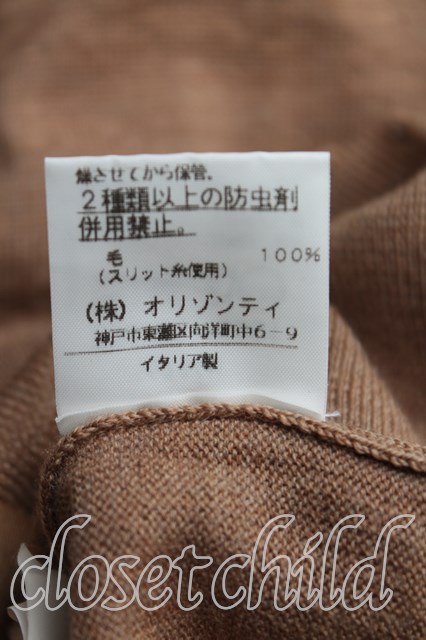 燥させてから保管。
2種類以上の防虫剤
併用禁止。
毛 100%
(スリット糸使用)
(株) オリゾンティ
神戸市東灘区向洋町中6-9
イタリア製
closet child